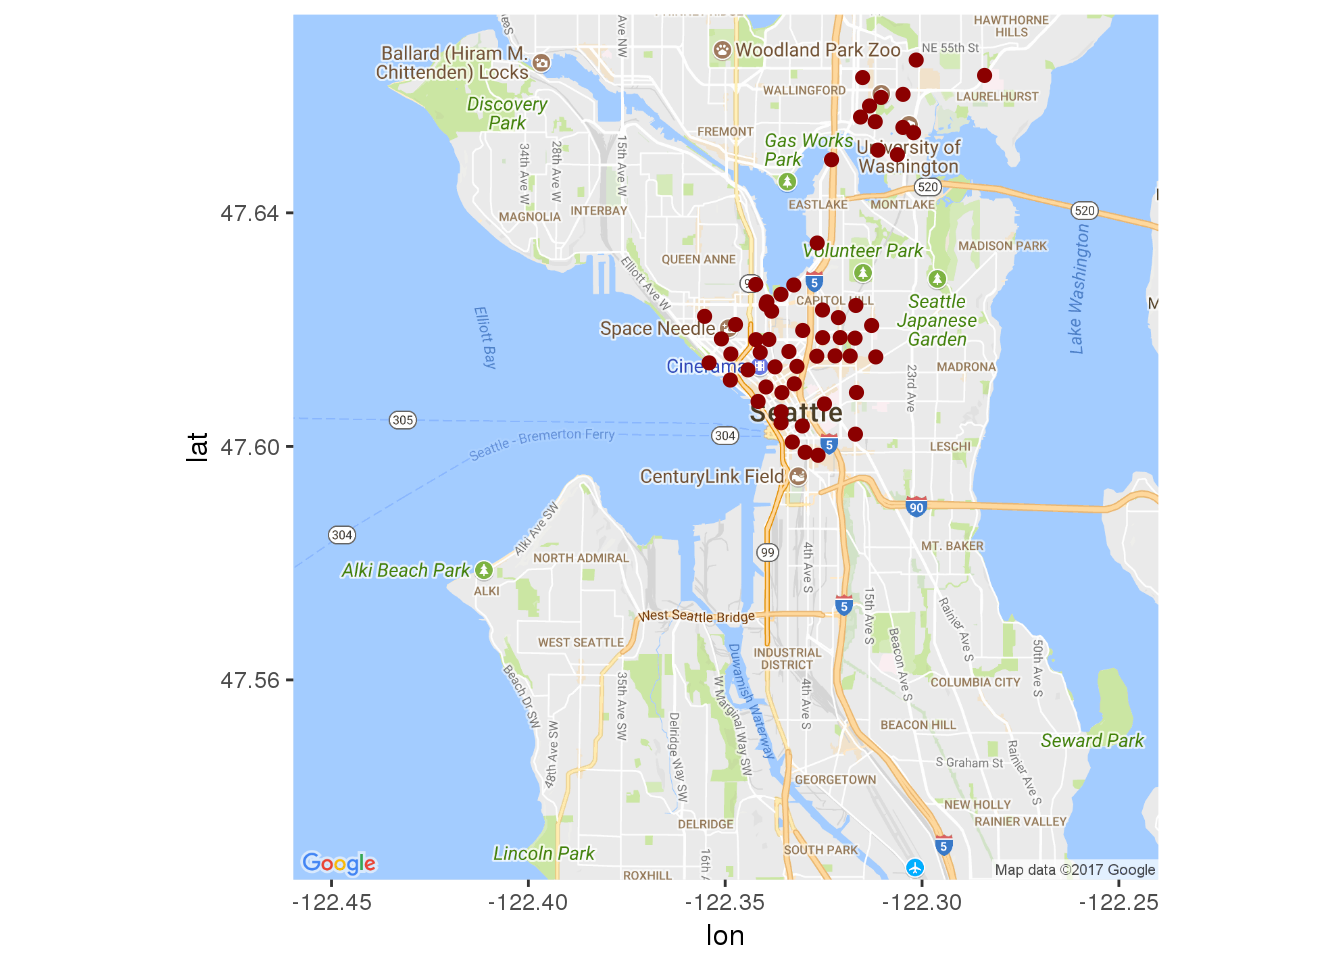 HAWTHORNE
HILLS
Ave NW
Ballard (Hiram M.
Chittenden) Locks
Woodland Park Zoo
NE 55th St
WALLINGFORD
LAURELHURST
Discovery
Park
FREMONT
Gas Works
Park
University of
Washington
34th Ave W
28th Ave W
15th Ave W
520
520
EASTLAKE
MONTLAKE
MAGNOLIA
INTERBAY
47.64
Volunteer Park
MADISON PARK
QUEEN ANNE
Elliott Ave W
5
CAPITOL HILL
Lake Washington
Seattle
Japanese
Garden
Elliott Bay
Space Needle
Cinerama
MADRONA
23rd Ave
305
Seattle
304
Seattle - Bremerton Ferry
5
47.60
LESCHI
CenturyLink Field
90
304
Alki Ave SW
99
NORTH ADMIRAL
4th Ave S
MT. BAKER
Alki Beach Park
ALKI
5
15th Ave S
Rainier Ave S
West Seattle Bridge
WEST SEATTLE
Beacon Ave S
50th Ave S
INDUSTRIAL
DISTRICT
Duwamish Waterway
47.56
COLUMBIA CITY
Beach Dr SW
35th Ave SW
W Marginal Way SW
4th Ave S
Delridge Way SW
BEACON HILL
Seward Park
48th Ave SW
S Graham St
Rainier Ave S
GEORGETOWN
NEW HOLLY
RAINIER VALLEY
DELRIDGE
5
SOUTH PARK
Lincoln Park
16th A
ROXHILL
Google
Map data ©2017 Google
-122.45
-122.40
-122.35
-122.30
-122.25
lon
lat